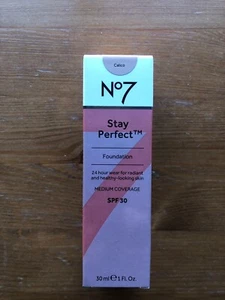 Calico
No7
Stay
Perfect™
Foundation
24 hour wear for radiant
and healthy-looking skin
MEDIUM COVERAGE
SPF 30
30 ml ℮ 1 Fl. Oz.